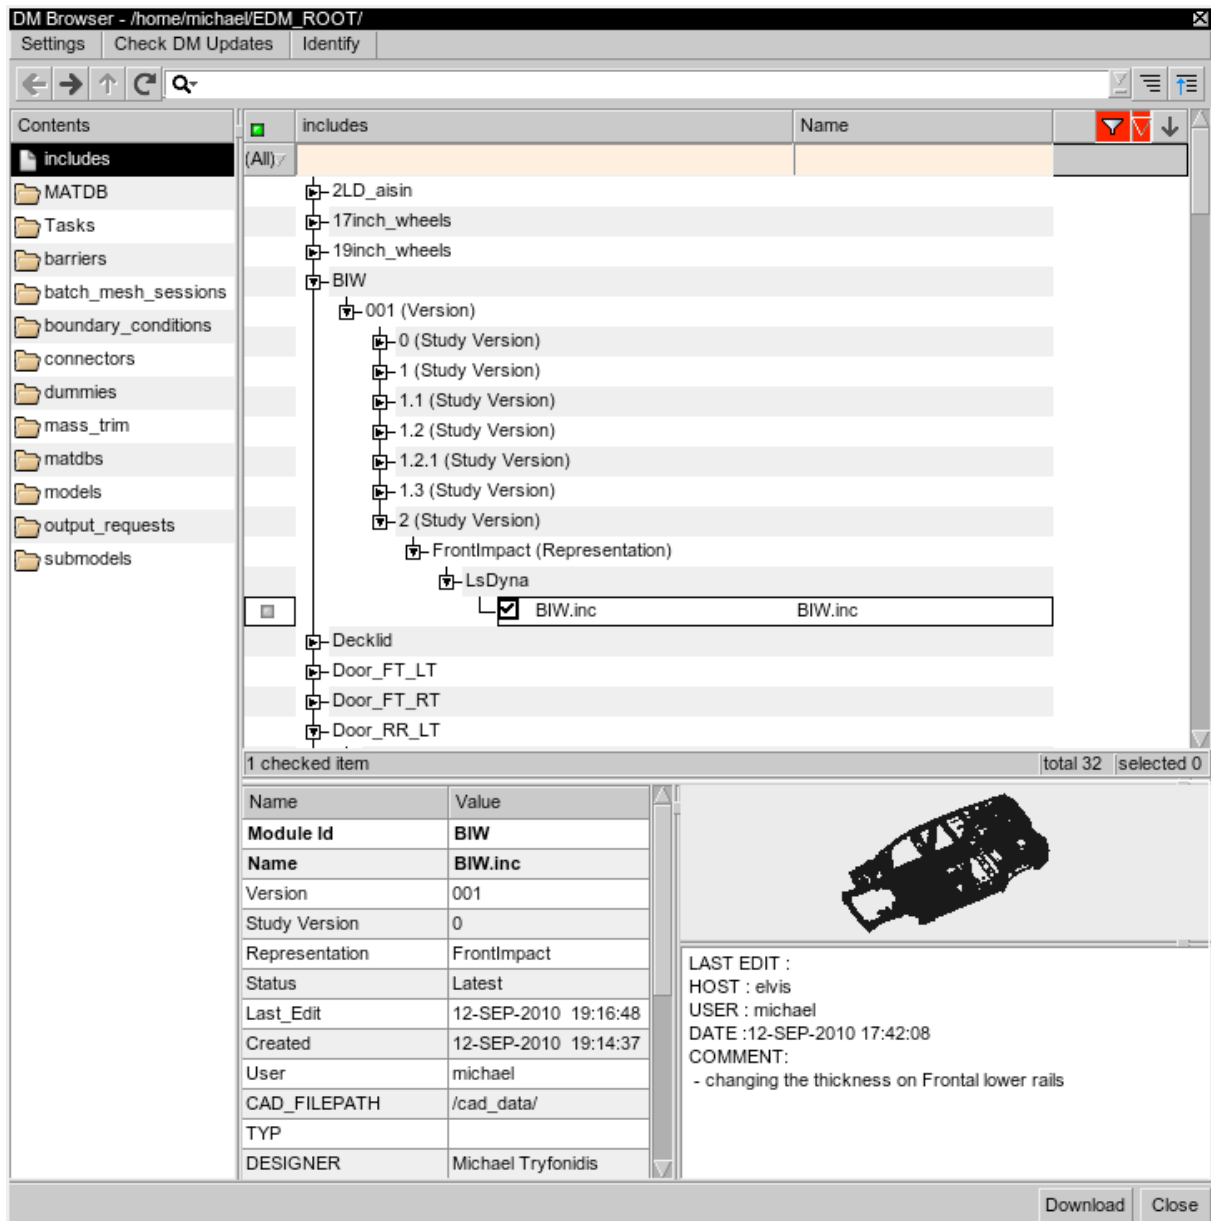 DM Browser - /home/michael/EDM_ROOT/
Settings Check DM Updates Identify
Contents includes Name
includes (All)
MATDB
Tasks
barriers
batch_mesh_sessions
boundary_conditions
connectors
dummies
mass_trim
matdbs
models
output_requests
submodels
2LD_aisin
17inch_wheels
19inch_wheels
BIW
001 (Version)
0 (Study Version)
1 (Study Version)
1.1 (Study Version)
1.2 (Study Version)
1.2.1 (Study Version)
1.3 (Study Version)
2 (Study Version)
FrontImpact (Representation)
LsDyna
BIW.inc BIW.inc
Decklid
Door_FT_LT
Door_FT_RT
Door_RR_LT
1 checked item total 32 selected 0
Name Value
Module Id BIW
Name BIW.inc
Version 001
Study Version 0
Representation FrontImpact
Status Latest
Last_Edit 12-SEP-2010 19:16:48
Created 12-SEP-2010 19:14:37
User michael
CAD_FILEPATH /cad_data/
TYP
DESIGNER Michael Tryfonidis
LAST EDIT :
HOST : elvis
USER : michael
DATE :12-SEP-2010 17:42:08
COMMENT:
- changing the thickness on Frontal lower rails
Download Close